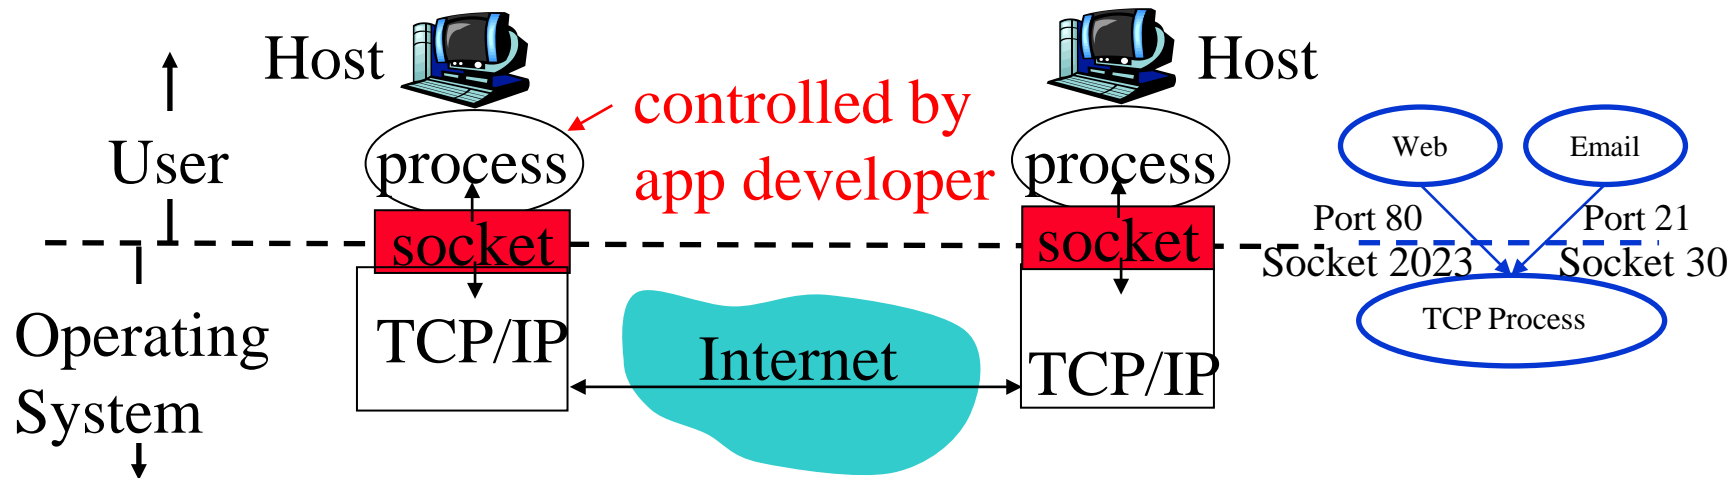 Host
Host
controlled by
app developer
User
process
process
Web
Email
Port 80
Port 21
socket
socket
Socket 2023
Socket 30
Operating
System
TCP/IP
Internet
TCP/IP
TCP Process